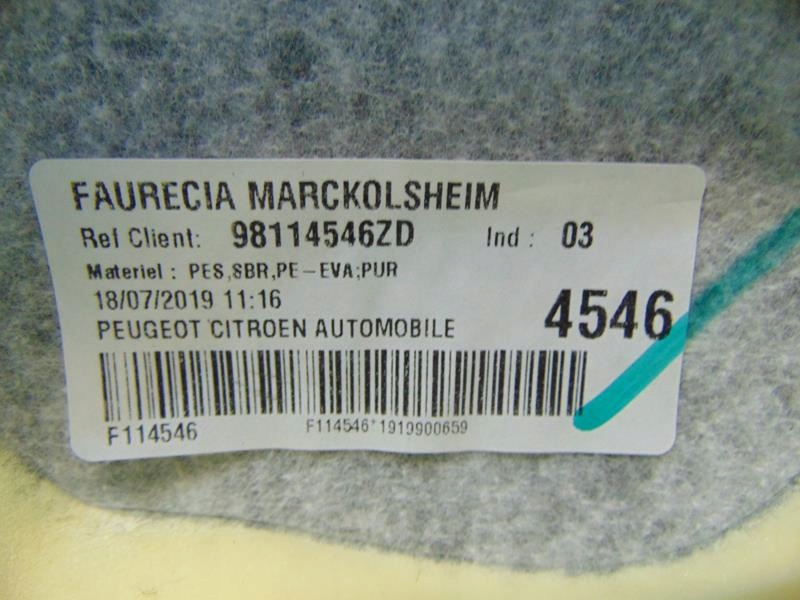 FAURECIA MARCKOLSHEIM
Ref Client: 98114546ZD Ind : 03
Materiel : PES,SBR,PE-EVA;PUR
18/07/2019 11:16
4546
PEUGEOT CITROEN AUTOMOBILE
F114546 F114546*1919900659